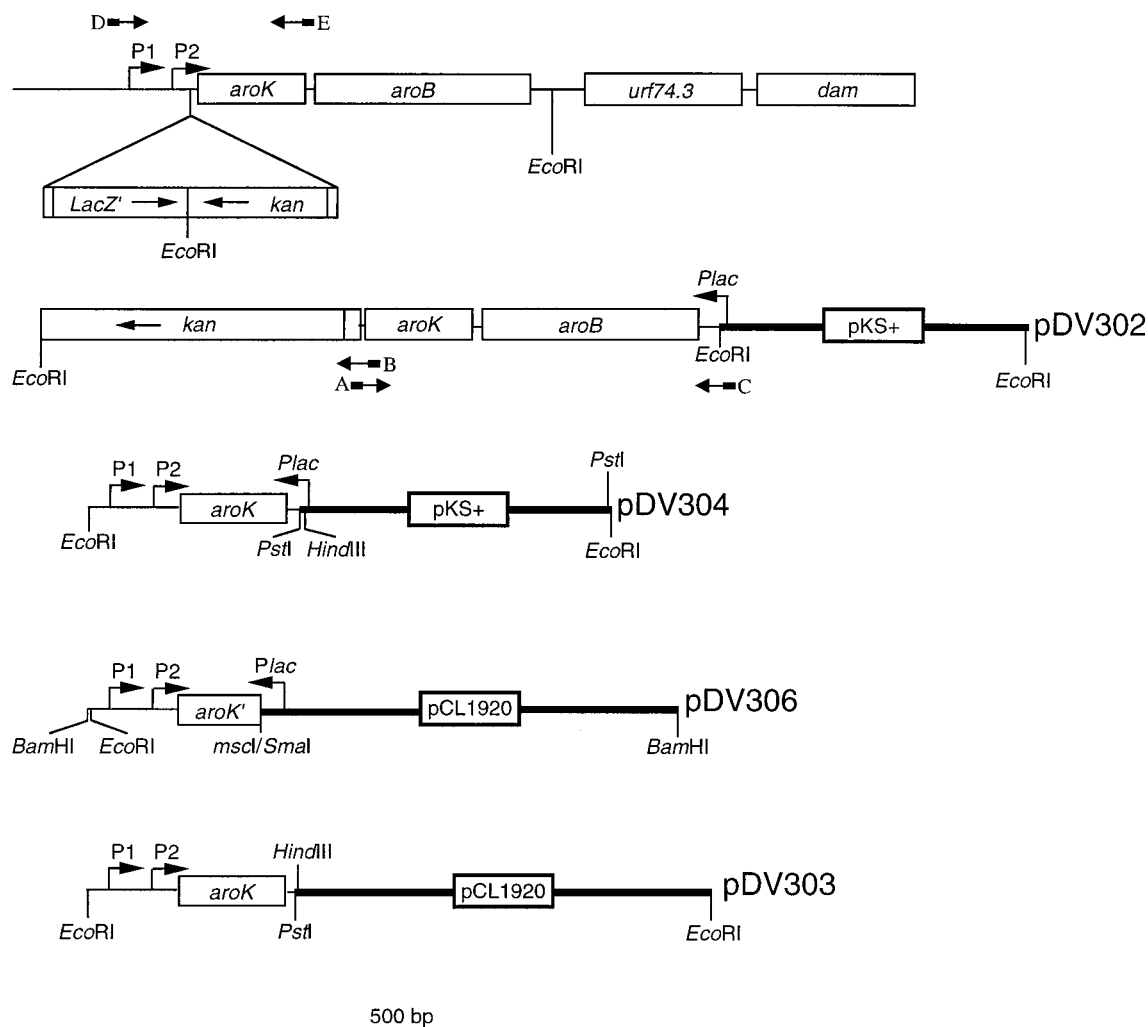 D E
P1 P2
aroK aroB urf74.3 dam
EcoRI
LacZ' kan
EcoRI
Plac
kan aroK aroB pKS+ pDV302
EcoRI EcoRI EcoRI
B
A C
P1 P2 Plac PstI
aroK pKS+ pDV304
EcoRI PstI HindIII EcoRI
P1 P2 Plac
aroK' pCL1920 pDV306
BamHI EcoRI mscI/SmaI BamHI
P1 P2 HindIII
aroK pCL1920 pDV303
EcoRI PstI EcoRI
500 bp